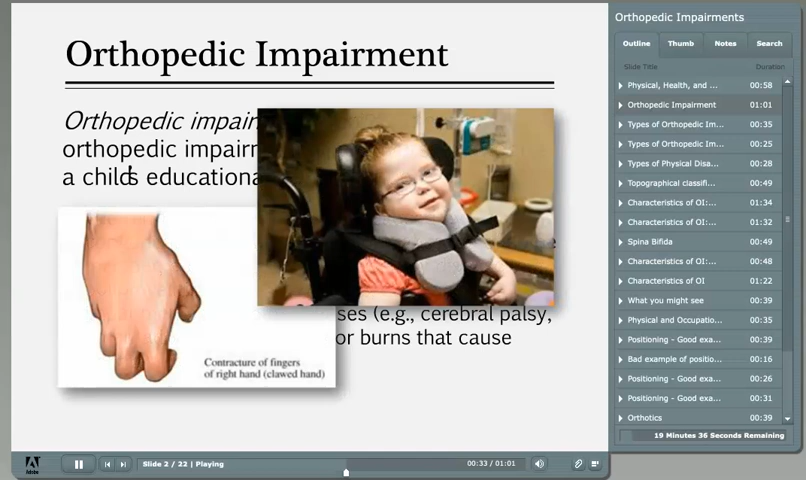 Orthopedic Impairment
Orthopedic impair
orthopedic impair
a child's educationa
ses (e.g., cerebral palsy,
or burns that cause
Contracture of fingers
of right hand (clawed hand)
Adobe
Slide 2 / 22 | Playing
00:33 / 01:01
Orthopedic Impairments
Outline Thumb Notes Search
Slide Title Duration
Physical, Health, and ... 00:58
Orthopedic Impairment 01:01
Types of Orthopedic Im... 00:35
Types of Orthopedic Im... 00:25
Types of Physical Disa... 00:28
Topographical classifi... 00:49
Characteristics of OI:... 01:34
Characteristics of OI:... 01:32
Spina Bifida 00:49
Characteristics of OI:... 00:48
Characteristics of OI 01:22
What you might see 00:39
Physical and Occupatio... 00:35
Positioning - Good exa... 00:39
Bad example of positio... 00:16
Positioning - Good exa... 00:26
Positioning - Good exa... 00:31
Orthotics 00:39
19 Minutes 36 Seconds Remaining